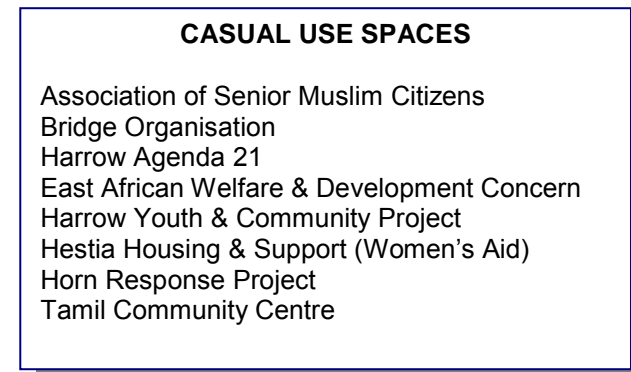 CASUAL USE SPACES
Association of Senior Muslim Citizens
Bridge Organisation
Harrow Agenda 21
East African Welfare & Development Concern
Harrow Youth & Community Project
Hestia Housing & Support (Women’s Aid)
Horn Response Project
Tamil Community Centre